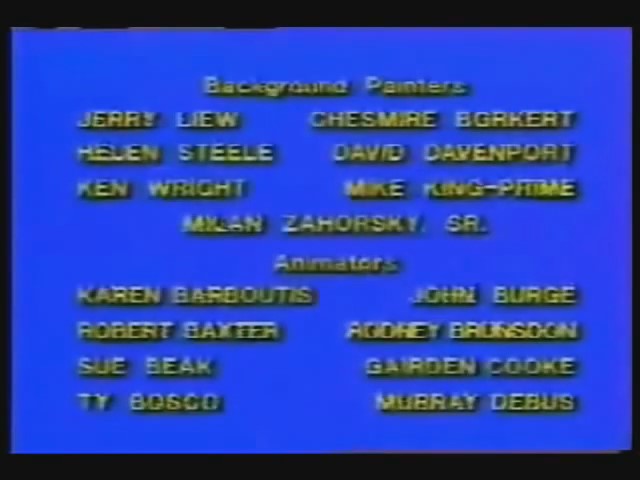 Background Painters
JERRY LIEW CHESMIRE BORKERT
HELEN STEELE DAVID DAVENPORT
KEN WRIGHT MIKE KING-PRIME
MILAN ZAHORSKY, SR.
Animators
KAREN BARBOUTIS JOHN BURGE
ROBERT BAXTER RODNEY BRUNSDON
SUE BEAK GAIRDEN COOKE
TY BOSCO MURRAY DEBUS